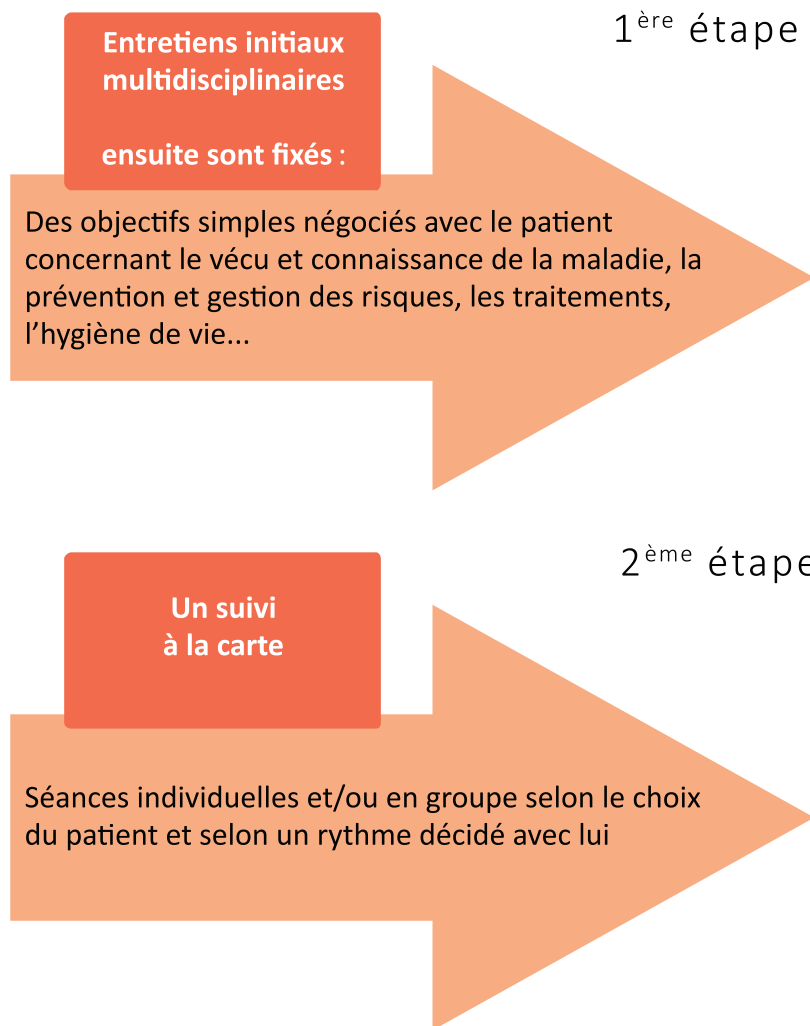 1ère étape
Entretiens initiaux
multidisciplinaires
ensuite sont fixés :
Des objectifs simples négociés avec le patient
concernant le vécu et connaissance de la maladie, la
prévention et gestion des risques, les traitements,
l'hygiène de vie...
2ème étape
Un suivi
à la carte
Séances individuelles et/ou en groupe selon le choix
du patient et selon un rythme décidé avec lui